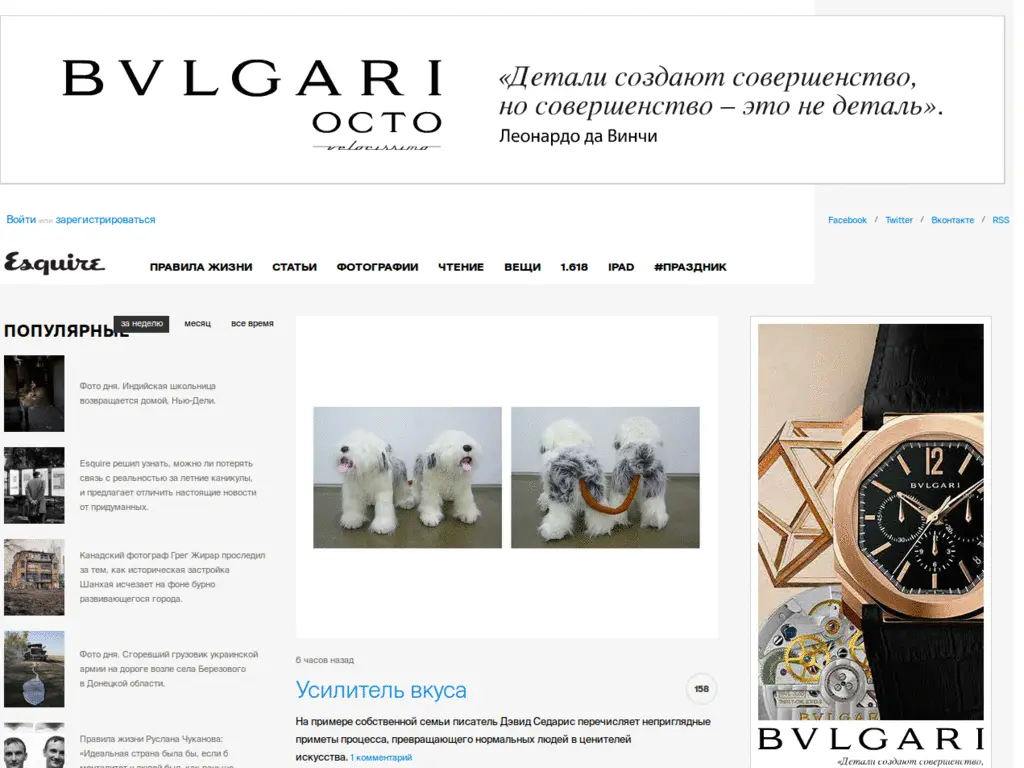 BVLGARI
OCTO
velocissimo
«Детали создают совершенство,
но совершенство – это не деталь».
Леонардо да Винчи
Войти или зарегистрироваться
Facebook / Twitter / Вконтакте / RSS
Esquire
ПРАВИЛА ЖИЗНИ СТАТЬИ ФОТОГРАФИИ ЧТЕНИЕ ВЕЩИ 1.618 IPAD #ПРАЗДНИК
ПОПУЛЯРНЫЕ за неделю месяц все время
Фото дня. Индийская школьница
возвращается домой, Нью-Дели.
Esquire решил узнать, можно ли потерять
связь с реальностью за летние каникулы,
и предлагает отличить настоящие новости
от придуманных.
Канадский фотограф Грег Жирар проследил
за тем, как историческая застройка
Шанхая исчезает на фоне бурно
развивающегося города.
Фото дня. Сгоревший грузовик украинской
армии на дороге возле села Березового
в Донецкой области.
Правила жизни Руслана Чуканова:
«Идеальная страна была бы, если б
6 часов назад
Усилитель вкуса
158
На примере собственной семьи писатель Дэвид Седарис перечисляет неприглядные
приметы процесса, превращающего нормальных людей в ценителей
искусства. 1 комментарий
12
BVLGARI
BVLGARI
BVLGARI
«Детали создают совершенство,